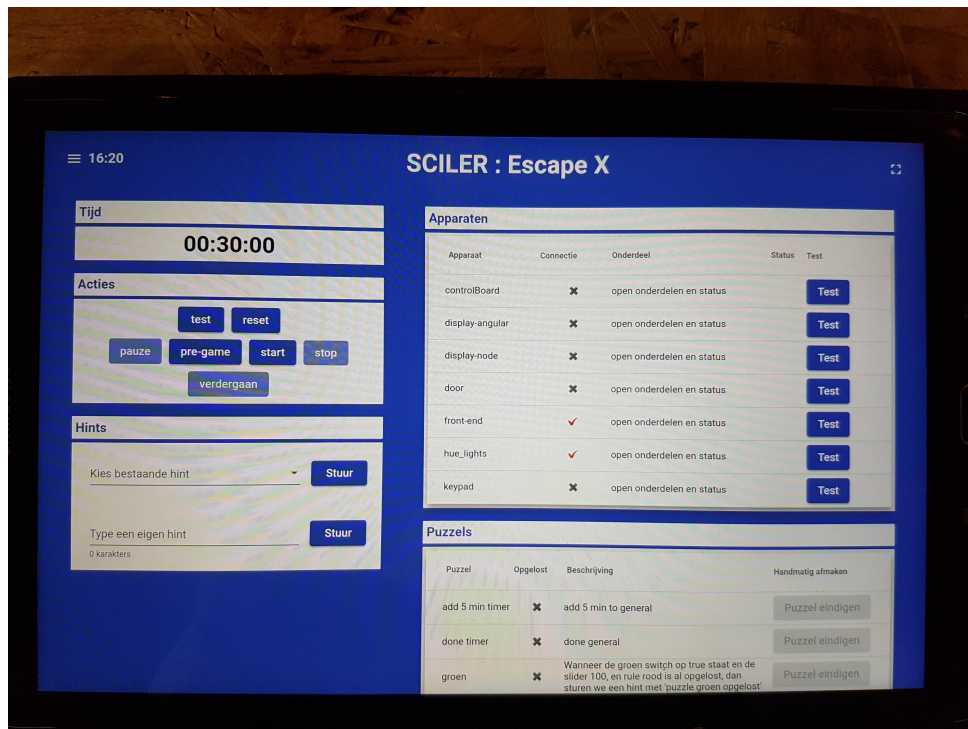 16:20
SCILER : Escape X
Tijd
00:30:00
Acties
test reset
pauze pre-game start stop
verdergaan
Hints
Kies bestaande hint Stuur
Type een eigen hint Stuur
0 karakters
Apparaten
Apparaat Connectie Onderdeel Status Test
controlBoard open onderdelen en status Test
display-angular open onderdelen en status Test
display-node open onderdelen en status Test
door open onderdelen en status Test
front-end open onderdelen en status Test
hue_lights open onderdelen en status Test
keypad open onderdelen en status Test
Puzzels
Puzzel Opgelost Beschrijving Handmatig afmaken
add 5 min timer add 5 min to general Puzzel eindigen
done timer done general Puzzel eindigen
groen Wanneer de groen switch op true staat en de
slider 100, en rule rood is al opgelost, dan
sturen we een hint met 'puzzle groen opgelost'
Puzzel eindigen